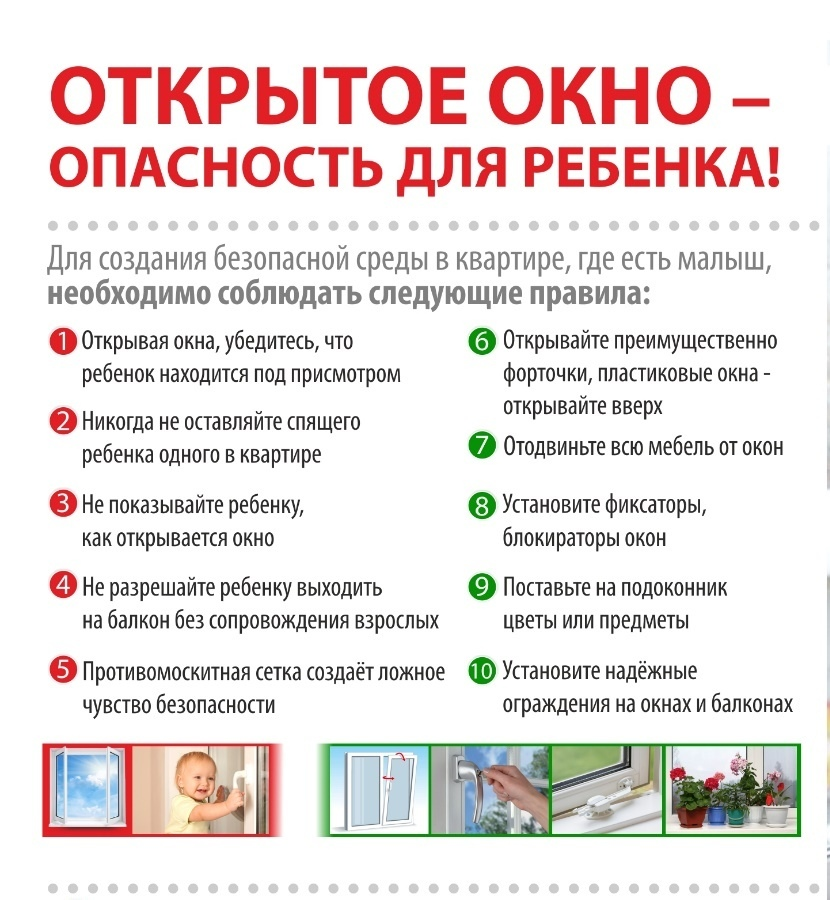 ОТКРЫТОЕ ОКНО –
ОПАСНОСТЬ ДЛЯ РЕБЕНКА!
Для создания безопасной среды в квартире, где есть малыш,
необходимо соблюдать следующие правила:
1 Открывая окна, убедитесь, что
ребенок находится под присмотром
2 Никогда не оставляйте спящего
ребенка одного в квартире
3 Не показывайте ребенку,
как открывается окно
4 Не разрешайте ребенку выходить
на балкон без сопровождения взрослых
5 Противомоскитная сетка создаёт ложное
чувство безопасности
6 Открывайте преимущественно
форточки, пластиковые окна -
открывайте вверх
7 Отодвиньте всю мебель от окон
8 Установите фиксаторы,
блокираторы окон
9 Поставьте на подоконник
цветы или предметы
10 Установите надёжные
ограждения на окнах и балконах